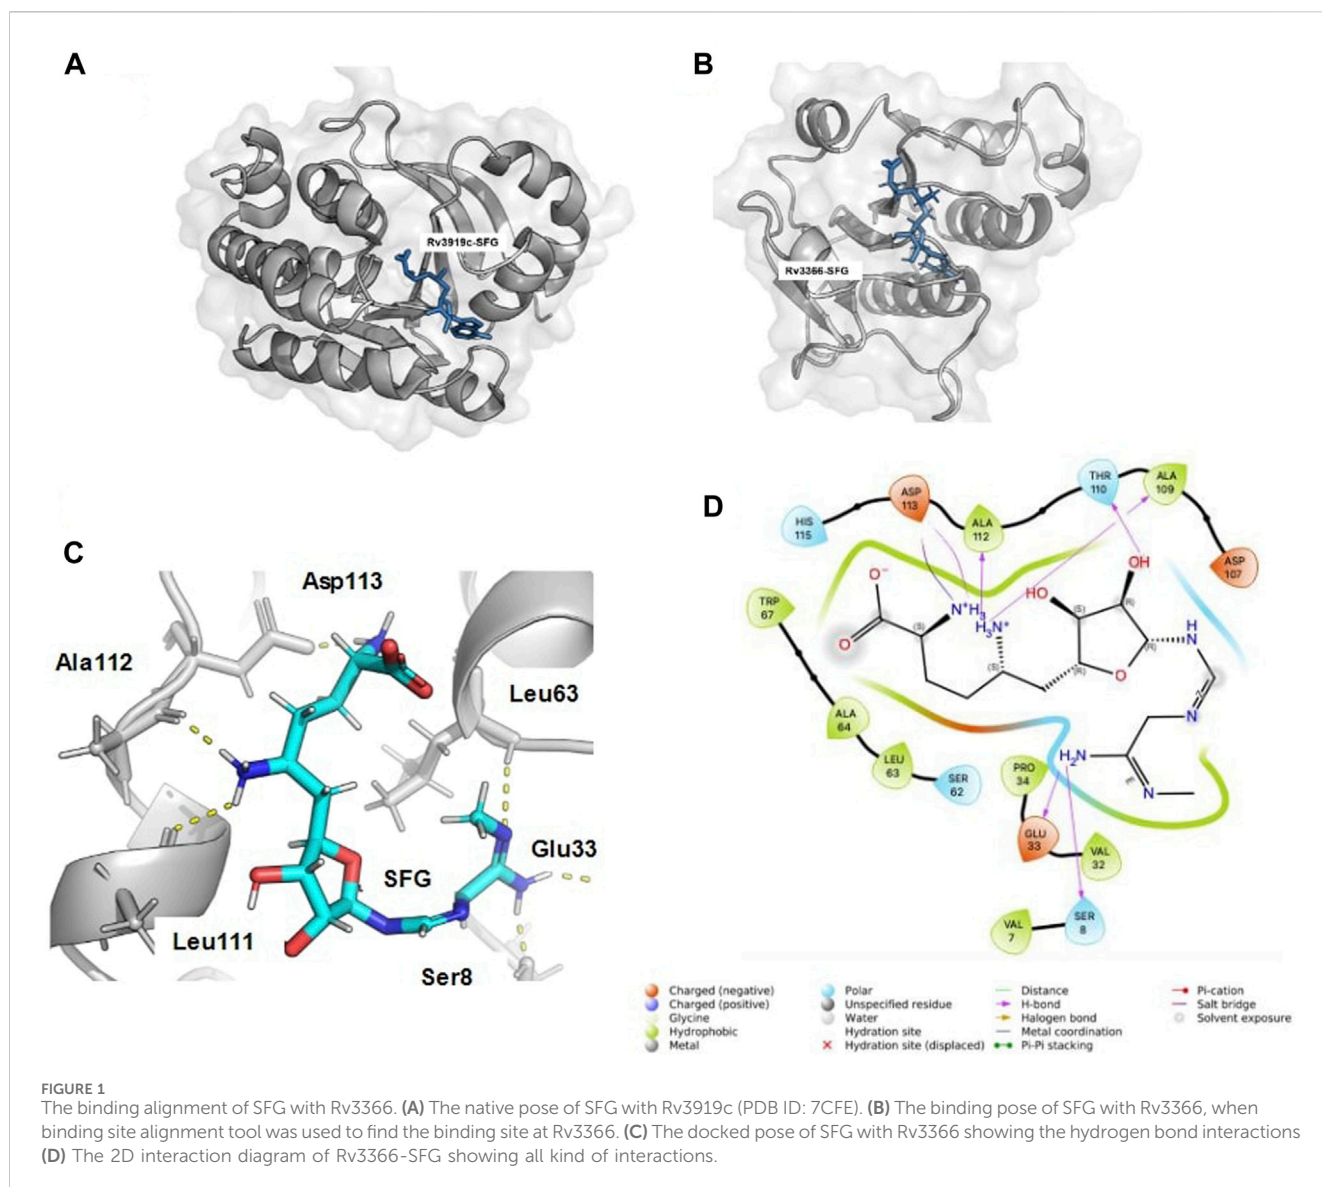 A
B
Rv3919c-SFG
Rv3366-SFG
C
Asp113
Ala112
Leu63
Glu33
SFG
Leu111
Ser8
D
ASP
113
HIS
115
ALA
112
THR
110
ALA
109
ASP
107
TRP
67
ALA
64
LEU
63
SER
62
PRO
34
GLU
33
VAL
32
VAL
7
SER
8
O⁻
O
(S)
N⁺H₃
H₃N⁺
(S)
HO
OH
(S)
(R)
(R)
(R)
O
H
N
N
H₂N
E
N
Charged (negative)
Charged (positive)
Glycine
Hydrophobic
Metal
Polar
Unspecified residue
Water
Hydration site
Hydration site (displaced)
Distance
H-bond
Halogen bond
Metal coordination
Pi-Pi stacking
Pi-cation
Salt bridge
Solvent exposure
FIGURE 1
The binding alignment of SFG with Rv3366. (A) The native pose of SFG with Rv3919c (PDB ID: 7CFE). (B) The binding pose of SFG with Rv3366, when
binding site alignment tool was used to find the binding site at Rv3366. (C) The docked pose of SFG with Rv3366 showing the hydrogen bond interactions
(D) The 2D interaction diagram of Rv3366-SFG showing all kind of interactions.